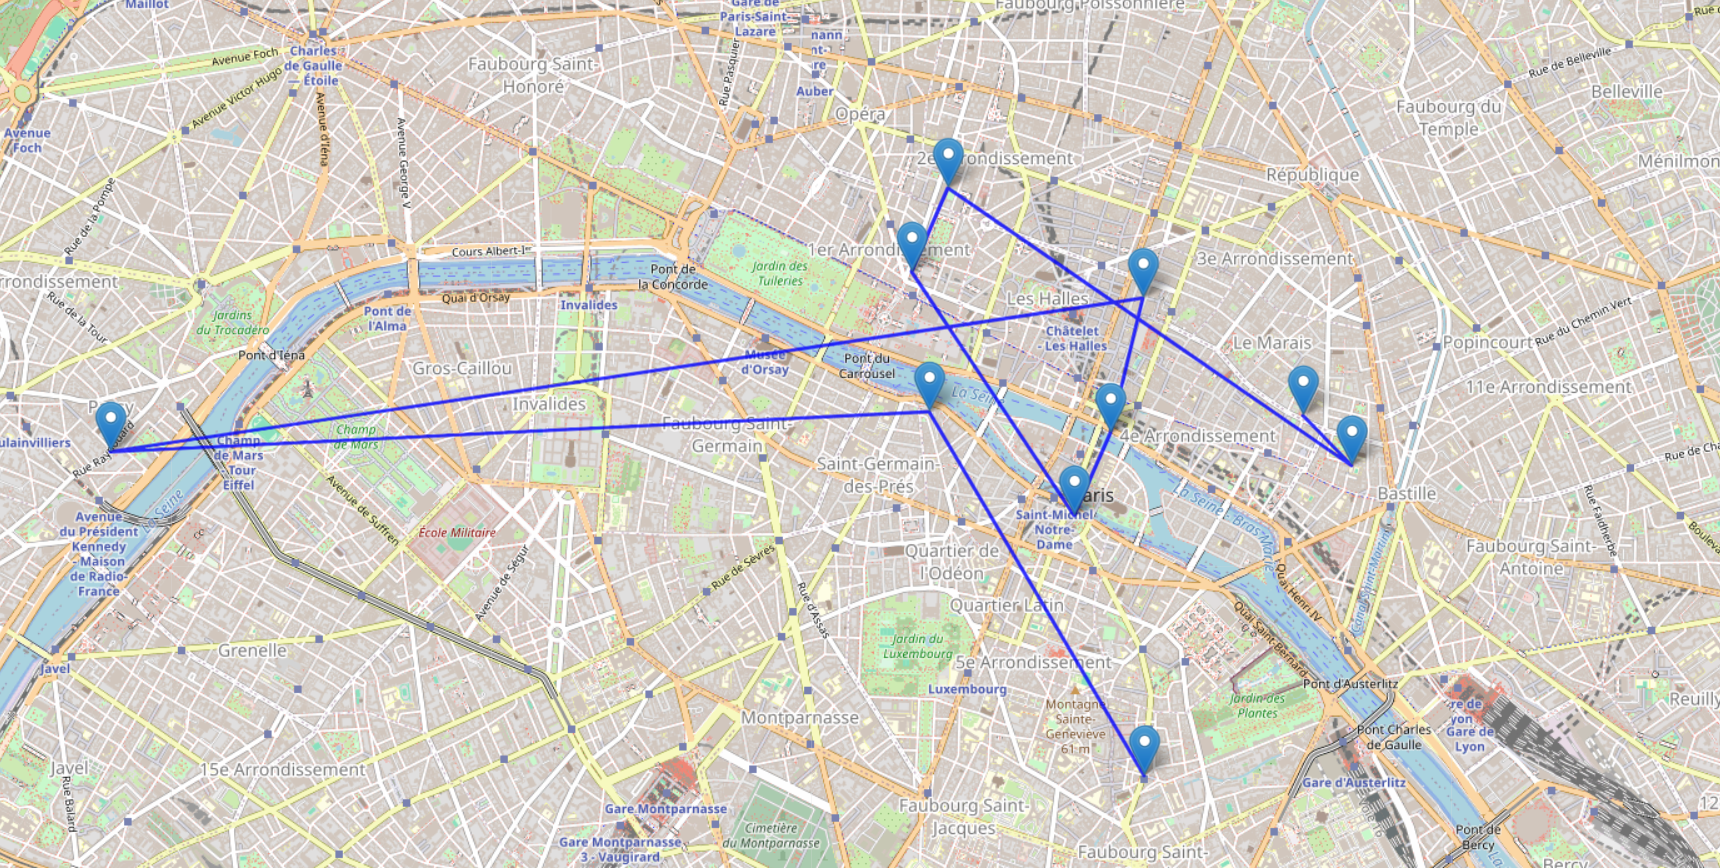 Maillot
Gare de
Paris-Saint-
Lazare
Faubourg Poissonnière
Charles
de Gaulle
— Étoile
Avenue Foch
Faubourg Saint-
Honoré
Avenue Victor Hugo
Rue Pasquier
Auber
Rue de Belleville
Belleville
Avenue
Foch
Avenue d'Iéna
Avenue George V
Opéra
Faubourg du
Temple
2e Arrondissement
Ménilmon
République
Rue de la Pompe
Cours Albert-Ier
1er Arrondissement
3e Arrondissement
Jardin des
Tuileries
Pont de
la Concorde
rrondissement
Rue de la Tour
Quai d'Orsay
Invalides
Les Halles
Jardins
du Trocadéro
Pont de
l'Alma
Châtelet
- Les Halles
Rue du Chemin Vert
Le Marais
Popincourt
Pont d'Iéna
Musée
d'Orsay
Pont du
Carrousel
Gros-Caillou
11e Arrondissement
La Sei
Invalides
Faubourg Saint-
Germain
4e Arrondissement
Champ
de Mars
ulainvilliers
Rue Ra
ouard
Champ
de Mars
Tour
Eiffel
Saint-Germain-
des-Prés
Rue de Cha
La Seine
Avenue de Suffren
Paris
La Seine - Bras Marie
Bastille
Rue Faidherbe
Saint-Michel
Notre-
Dame
Avenue
du Président
Kennedy
- Maison
de Radio-
France
École Militaire
Rue de Sèvres
Quartier de
l'Odéon
Faubourg Saint-
Antoine
Avenue de Ségur
Rue d'Assas
Quai Henri IV
Canal Saint-Martin
Quartier Latin
Quai Saint-Bernard
Jardin du
Luxembourg
Grenelle
5e Arrondissement
Javel
Luxembourg
Pont d'Austerlitz
Jardin des
Plantes
Reuilly
Montagne
Sainte-
Geneviève
61 m
Montparnasse
re de
yon
Gare de
Lyon
Pont Charles
de Gaulle
Javel
15e Arrondissement
Gare d'Austerlitz
Rue Balard
Gare Montparnasse
Faubourg Saint-
Jacques
Cimetière
du Montparnasse
Gare Montparnasse
3 - Vaugirard
Pont de
Bercy
Faubourg Saint-
Bercy
12